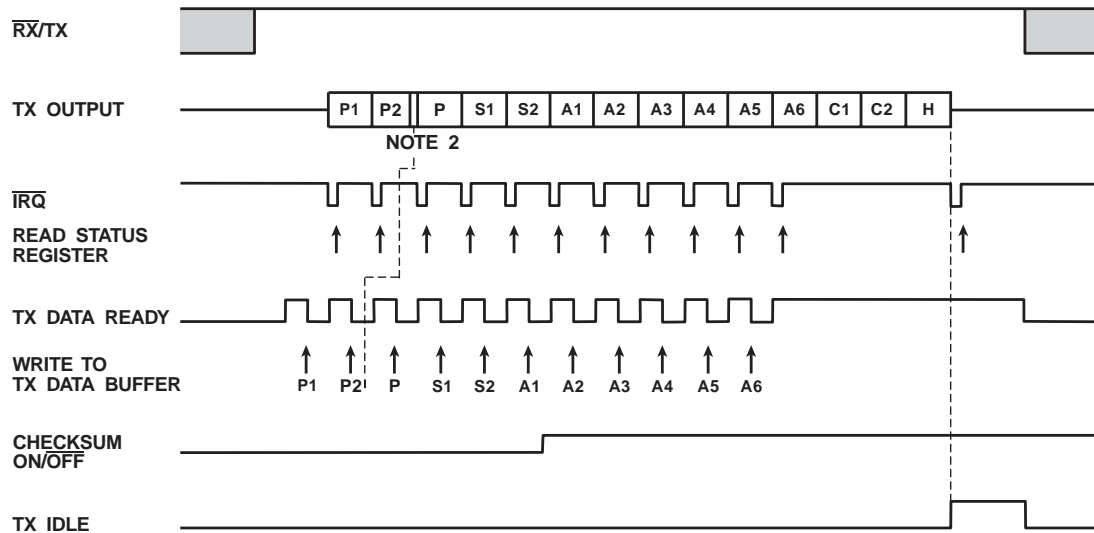 RX/TX
TX OUTPUT P1 P2 P S1 S2 A1 A2 A3 A4 A5 A6 C1 C2 H
NOTE 2
IRQ
READ STATUS
REGISTER
TX DATA READY
WRITE TO
TX DATA BUFFER P1 P2 P S1 S2 A1 A2 A3 A4 A5 A6
CHECKSUM
ON/OFF
TX IDLE